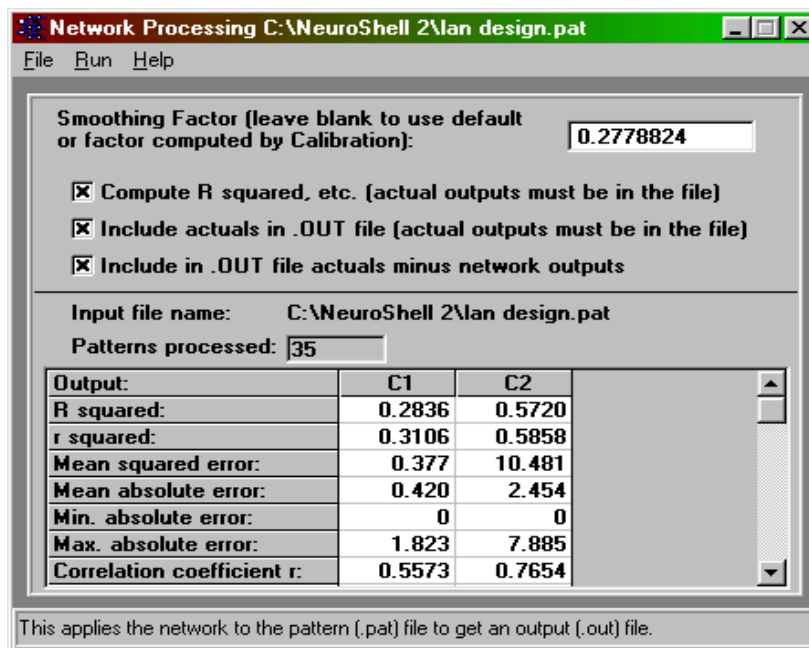 Network Processing C:\NeuroShell 2\lan design.pat
File Run Help
Smoothing Factor (leave blank to use default
or factor computed by Calibration):
0.2778824
Compute R squared, etc. (actual outputs must be in the file)
Include actuals in .OUT file (actual outputs must be in the file)
Include in .OUT file actuals minus network outputs
Input file name: C:\NeuroShell 2\lan design.pat
Patterns processed: 35
Output: C1 C2
R squared: 0.2836 0.5720
r squared: 0.3106 0.5858
Mean squared error: 0.377 10.481
Mean absolute error: 0.420 2.454
Min. absolute error: 0 0
Max. absolute error: 1.823 7.885
Correlation coefficient r: 0.5573 0.7654
This applies the network to the pattern (.pat) file to get an output (.out) file.